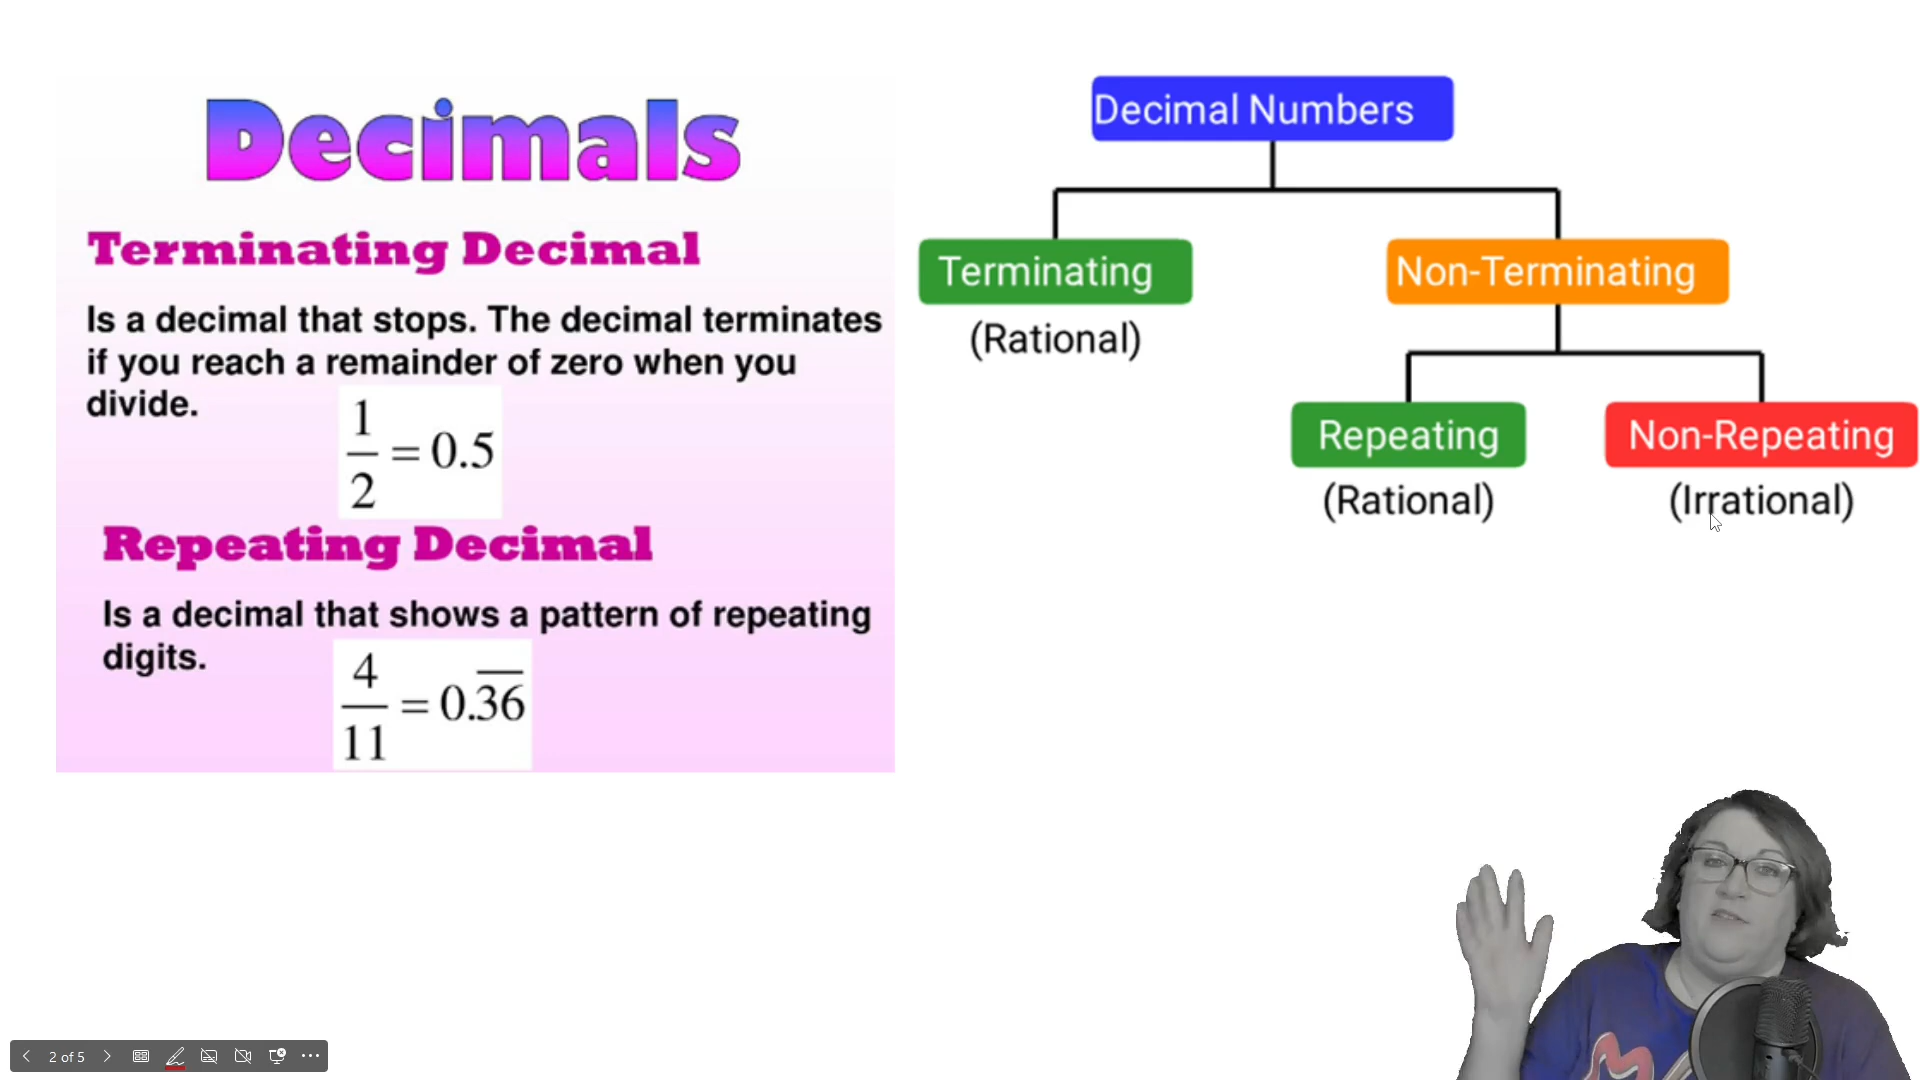 Decimals
Terminating Decimal
Is a decimal that stops. The decimal terminates
if you reach a remainder of zero when you
divide.
1/2 = 0.5
Repeating Decimal
Is a decimal that shows a pattern of repeating
digits.
4/11 = 0.3̅6̅
Decimal Numbers
Terminating
Non-Terminating
(Rational)
Repeating
Non-Repeating
(Rational)
(Irrational)
2 of 5